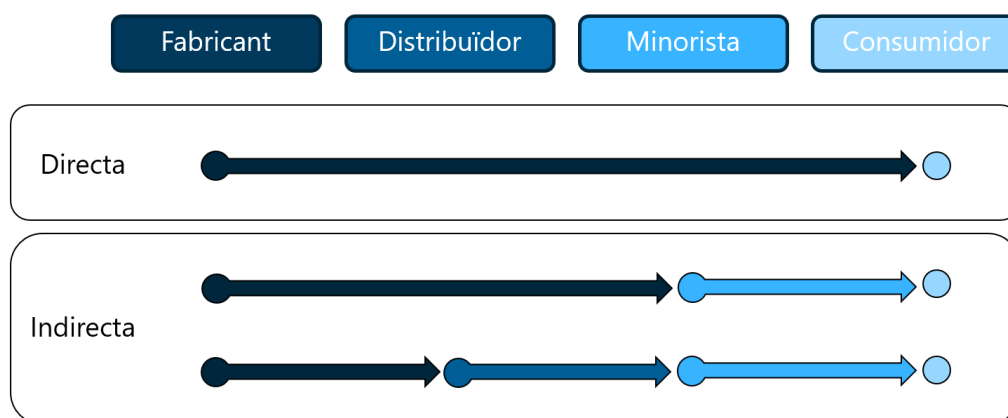 Fabricant
Distribuïdor
Minorista
Consumidor
Directa
Indirecta